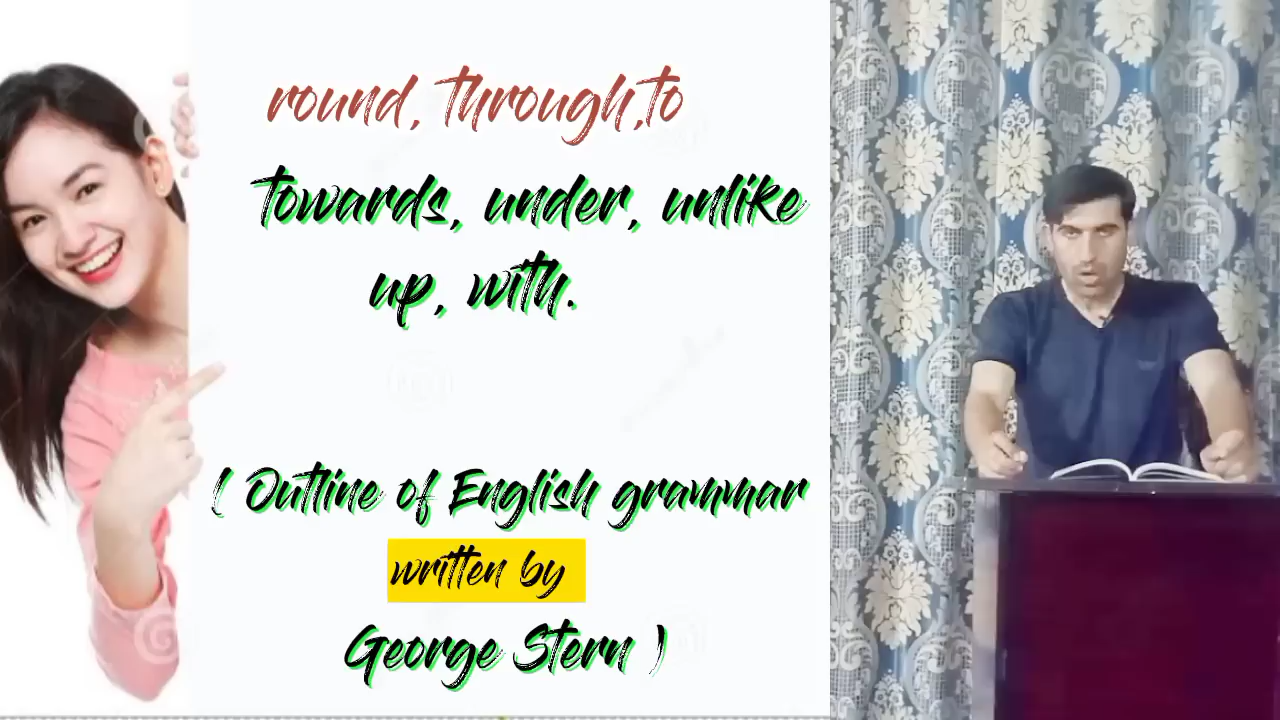 round, through,to
towards, under, unlike
up, with.
( Outline of English grammar
written by
George Stern )